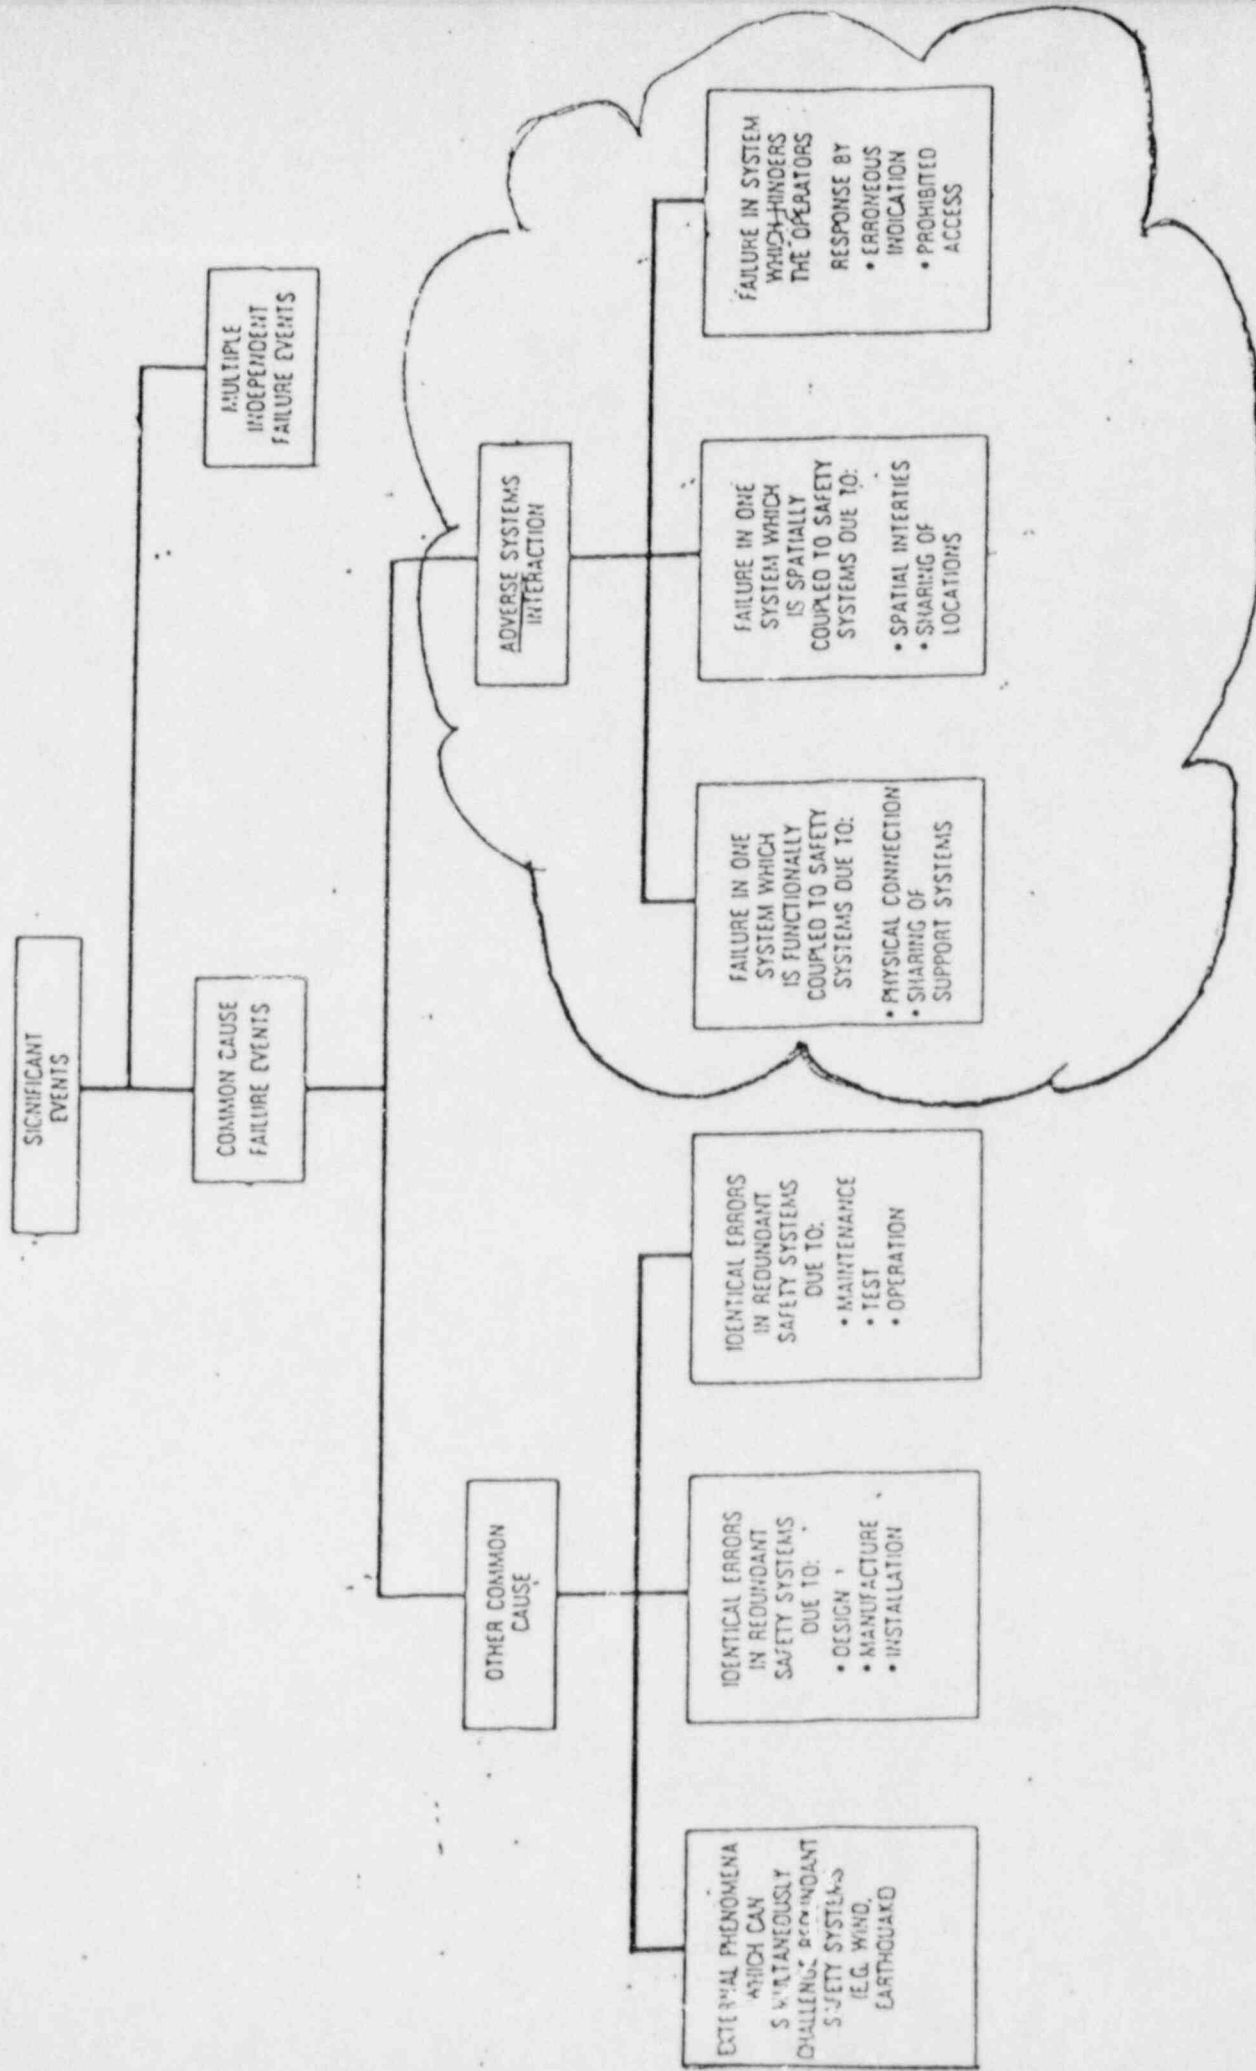 SIGNIFICANT
EVENTS
COMMON CAUSE
FAILURE EVENTS
MULTIPLE
INDEPENDENT
FAILURE EVENTS
OTHER COMMON
CAUSE
ADVERSE SYSTEMS
INTERACTION
EXTERNAL PHENOMENA
WHICH CAN
SIMULTANEOUSLY
CHALLENGE REDUNDANT
SAFETY SYSTEMS
(E.G. WIND,
EARTHQUAKE)
IDENTICAL ERRORS
IN REDUNDANT
SAFETY SYSTEMS
DUE TO:
• DESIGN
• MANUFACTURE
• INSTALLATION
IDENTICAL ERRORS
IN REDUNDANT
SAFETY SYSTEMS
DUE TO:
• MAINTENANCE
• TEST
• OPERATION
FAILURE IN ONE
SYSTEM WHICH
IS FUNCTIONALLY
COUPLED TO SAFETY
SYSTEMS DUE TO:
• PHYSICAL CONNECTION
• SHARING OF
SUPPORT SYSTEMS
FAILURE IN ONE
SYSTEM WHICH
IS SPATIALLY
COUPLED TO SAFETY
SYSTEMS DUE TO:
• SPATIAL INTERTIES
• SHARING OF
LOCATIONS
FAILURE IN SYSTEM
WHICH HINDERS
THE OPERATORS
RESPONSE BY
• ERRONEOUS
INDICATION
• PROHIBITED
ACCESS